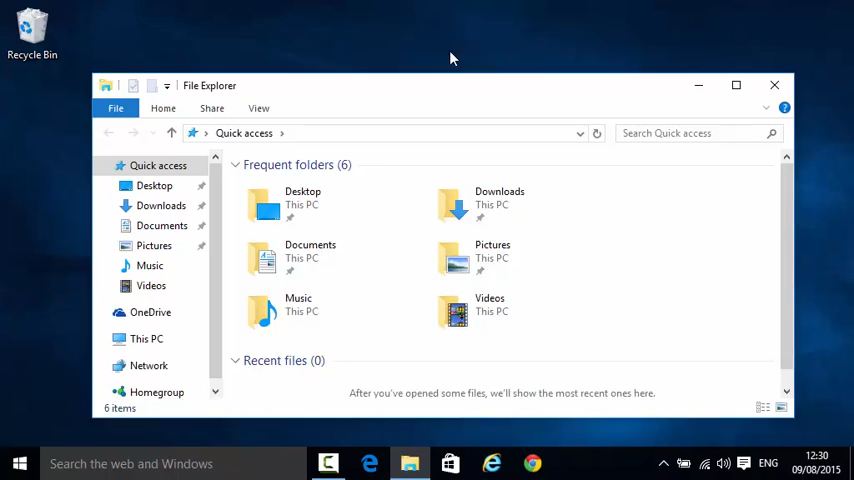 Recycle Bin
File Explorer
File Home Share View
Quick access
Search Quick access
Quick access
Desktop
Downloads
Documents
Pictures
Music
Videos
OneDrive
This PC
Network
Homegroup
Frequent folders (6)
Desktop
This PC
Downloads
This PC
Documents
This PC
Pictures
This PC
Music
This PC
Videos
This PC
Recent files (0)
After you've opened some files, we'll show the most recent ones here.
6 items
Search the web and Windows
ENG
12:30
09/08/2015